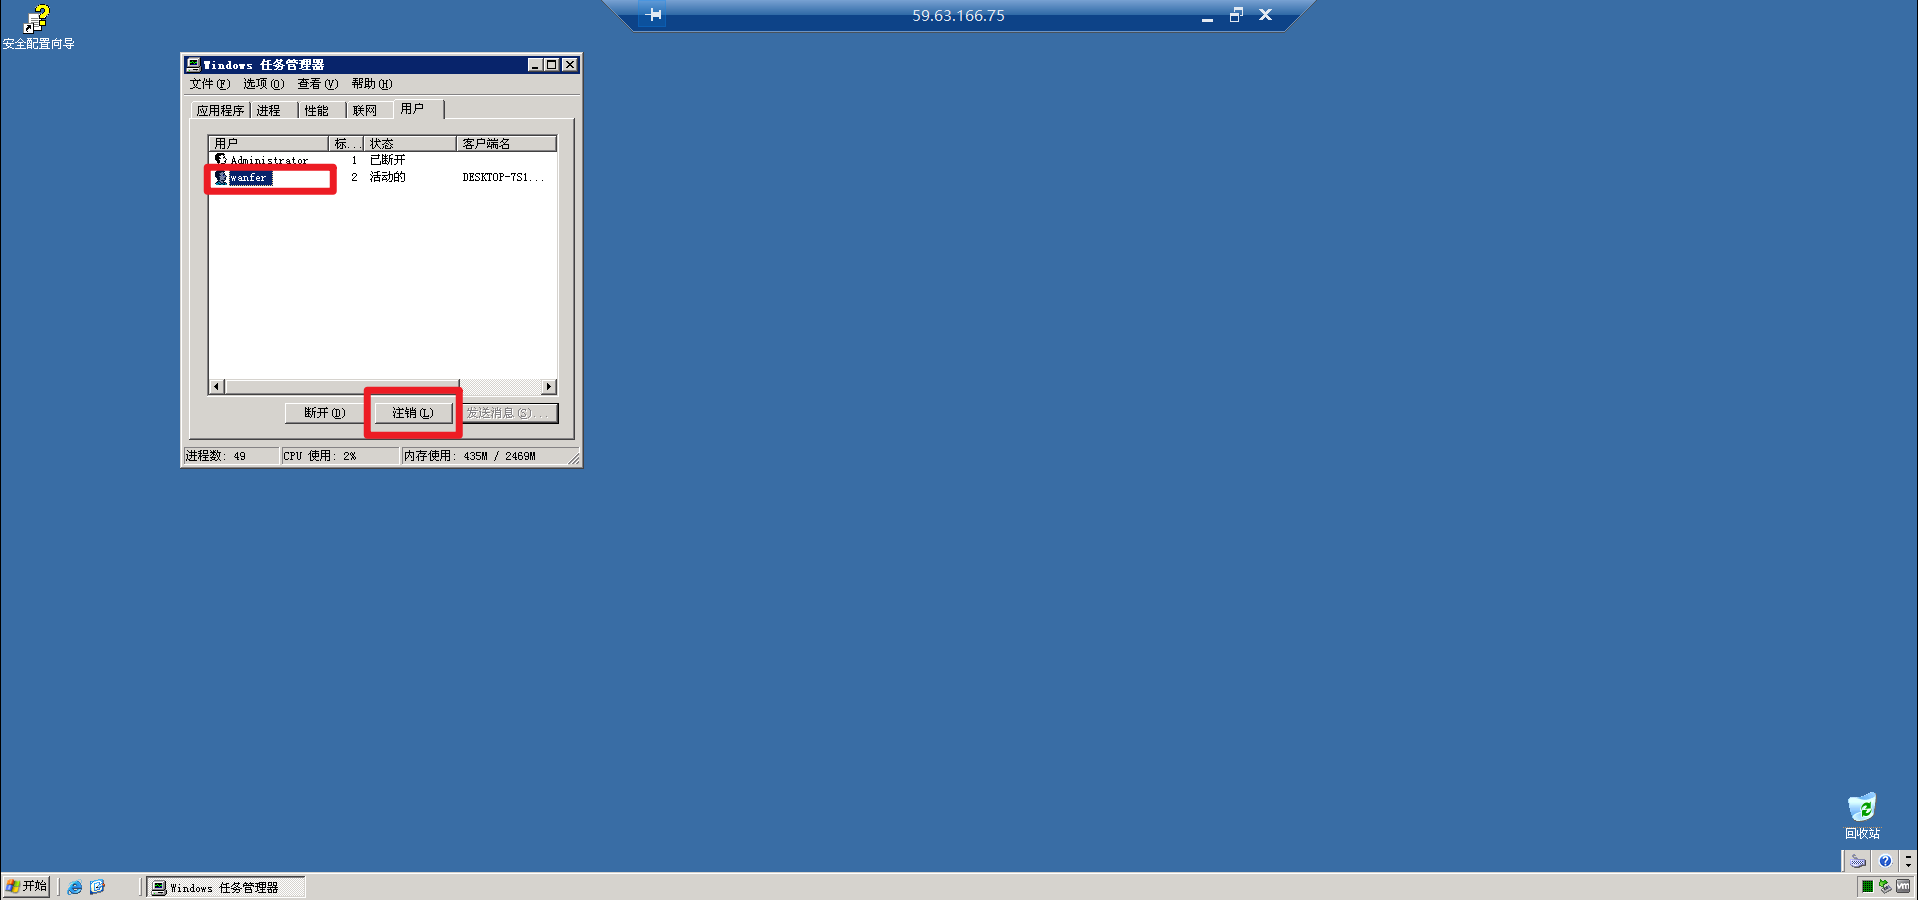 59.63.166.75
安全配置向导
Windows 任务管理器
文件(F) 选项(O) 查看(V) 帮助(H)
应用程序 进程 性能 联网 用户
用户 标... 状态 客户端名
Administrator 1 已断开
wanfer 2 活动的 DESKTOP-7S1...
断开(D) 注销(L) 发送消息(S)...
进程数: 49 CPU 使用: 2% 内存使用: 435M / 2469M
回收站
开始 Windows 任务管理器